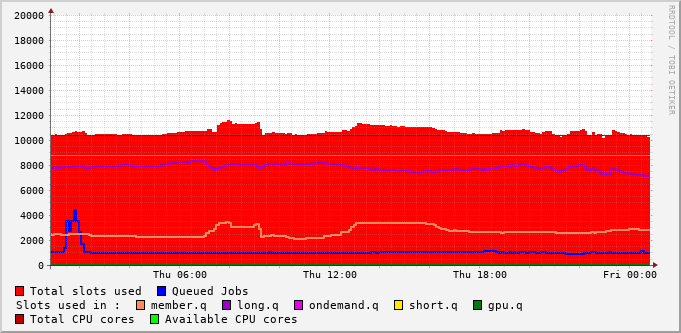 20000
18000
16000
14000
12000
10000
8000
6000
4000
2000
0
Thu 06:00 Thu 12:00 Thu 18:00 Fri 00:00
RRDTOOL / TOBI OETIKER
Total slots used Queued Jobs
Slots used in : member.q long.q ondemand.q short.q gpu.q
Total CPU cores Available CPU cores